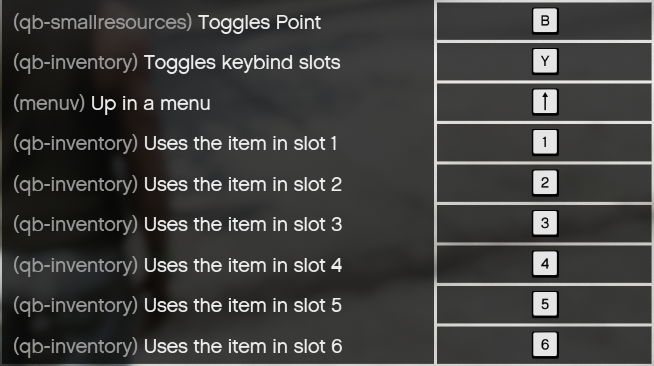 (qb-smallresources) Toggles Point B
(qb-inventory) Toggles keybind slots Y
(menuv) Up in a menu ↑
(qb-inventory) Uses the item in slot 1 1
(qb-inventory) Uses the item in slot 2 2
(qb-inventory) Uses the item in slot 3 3
(qb-inventory) Uses the item in slot 4 4
(qb-inventory) Uses the item in slot 5 5
(qb-inventory) Uses the item in slot 6 6